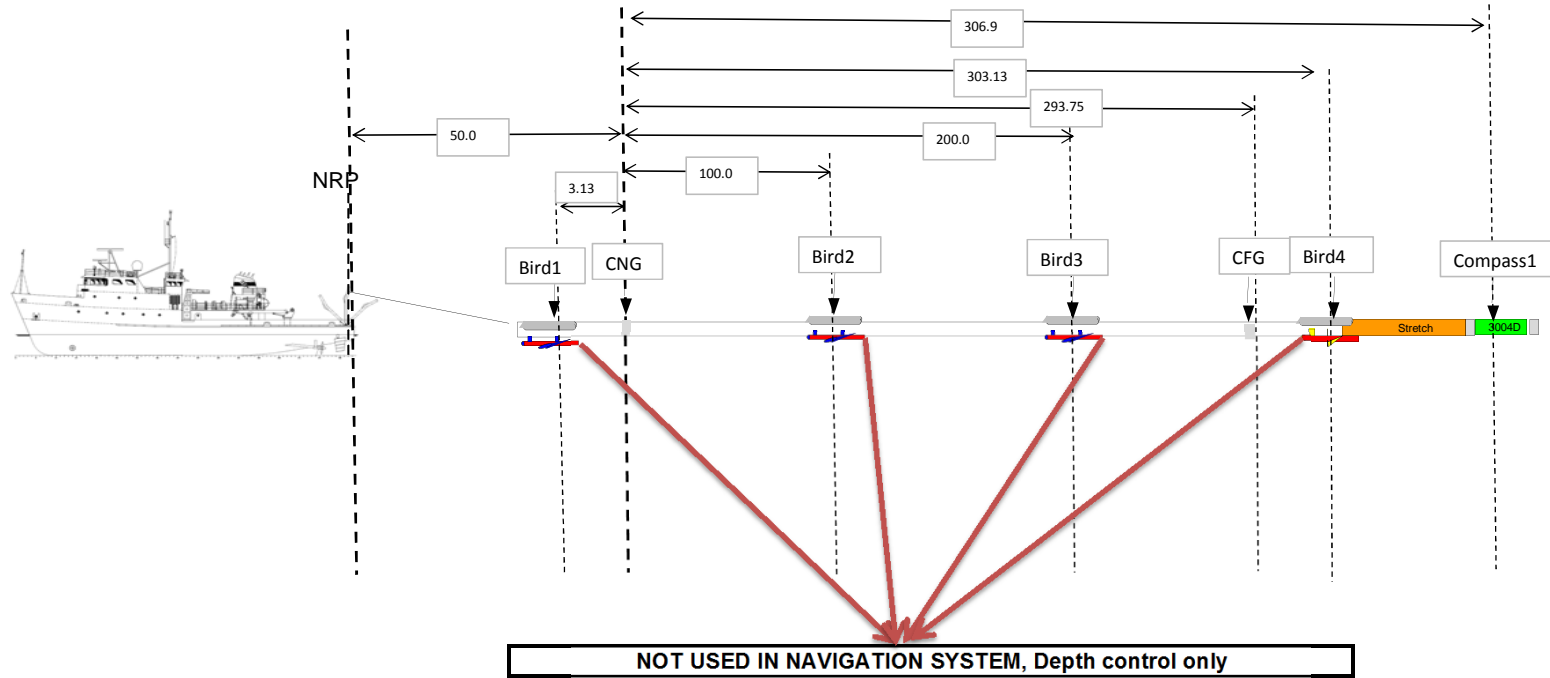 306.9
303.13
293.75
50.0
200.0
NRP
100.0
3.13
Bird1
CNG
Bird2
Bird3
CFG
Bird4
Compass1
Stretch
3004D
NOT USED IN NAVIGATION SYSTEM, Depth control only